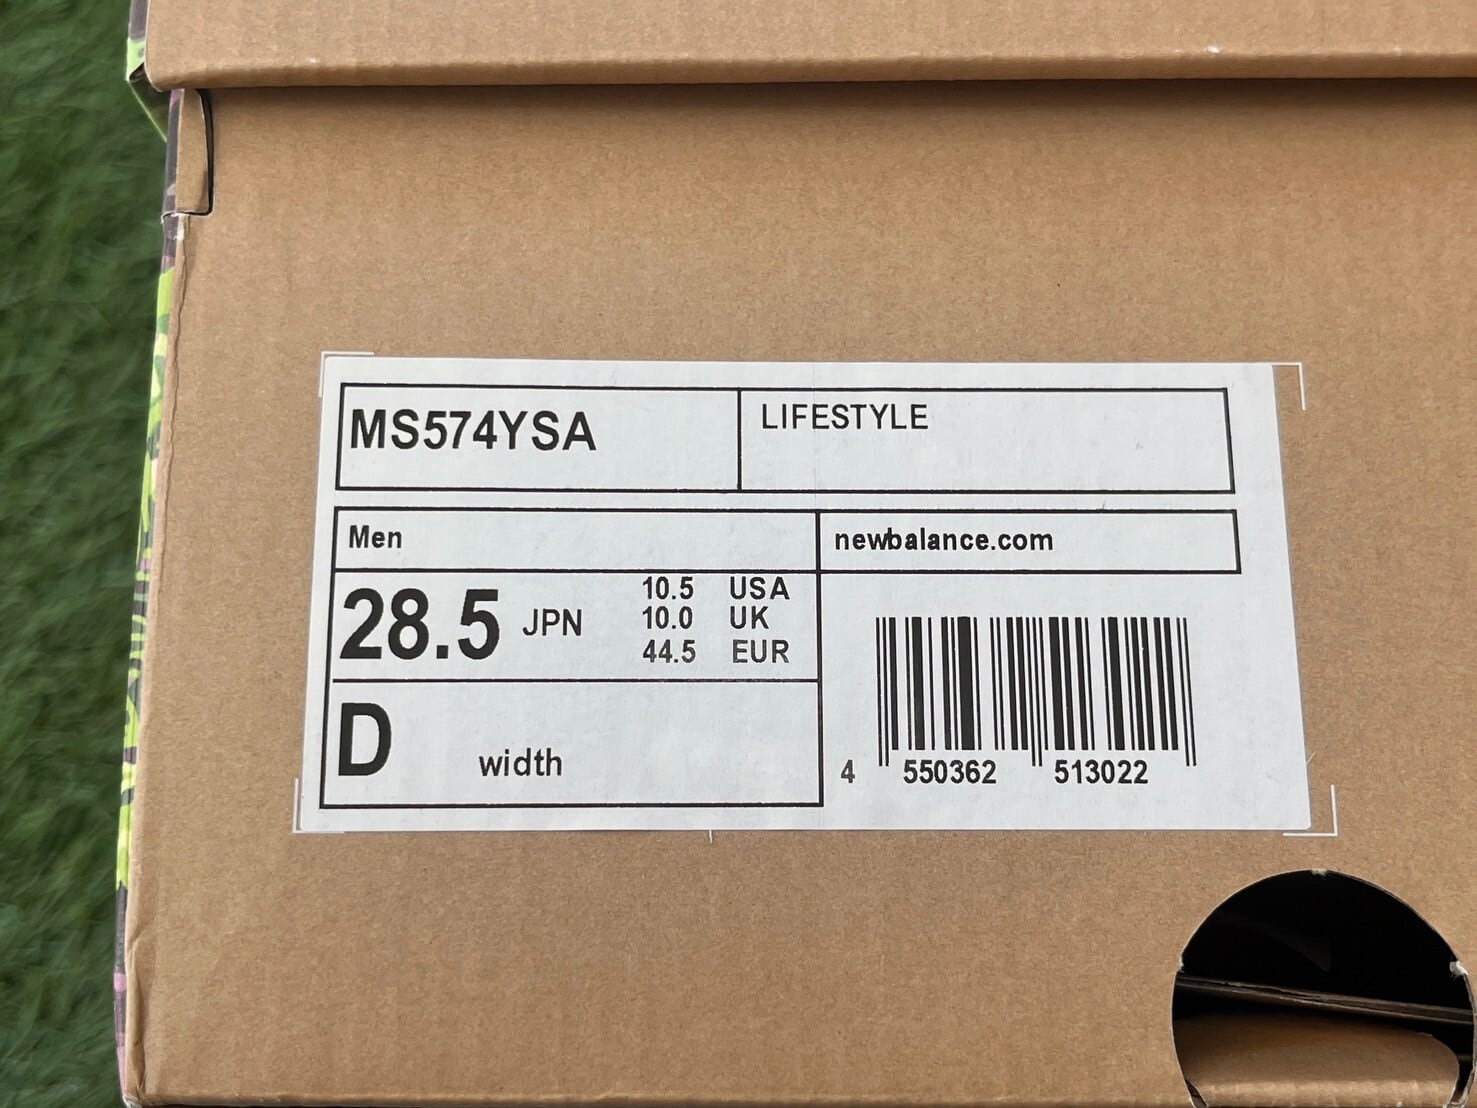 MS574YSA
LIFESTYLE
Men
newbalance.com
28.5 JPN
10.5 USA
10.0 UK
44.5 EUR
D width
4 550362 513022